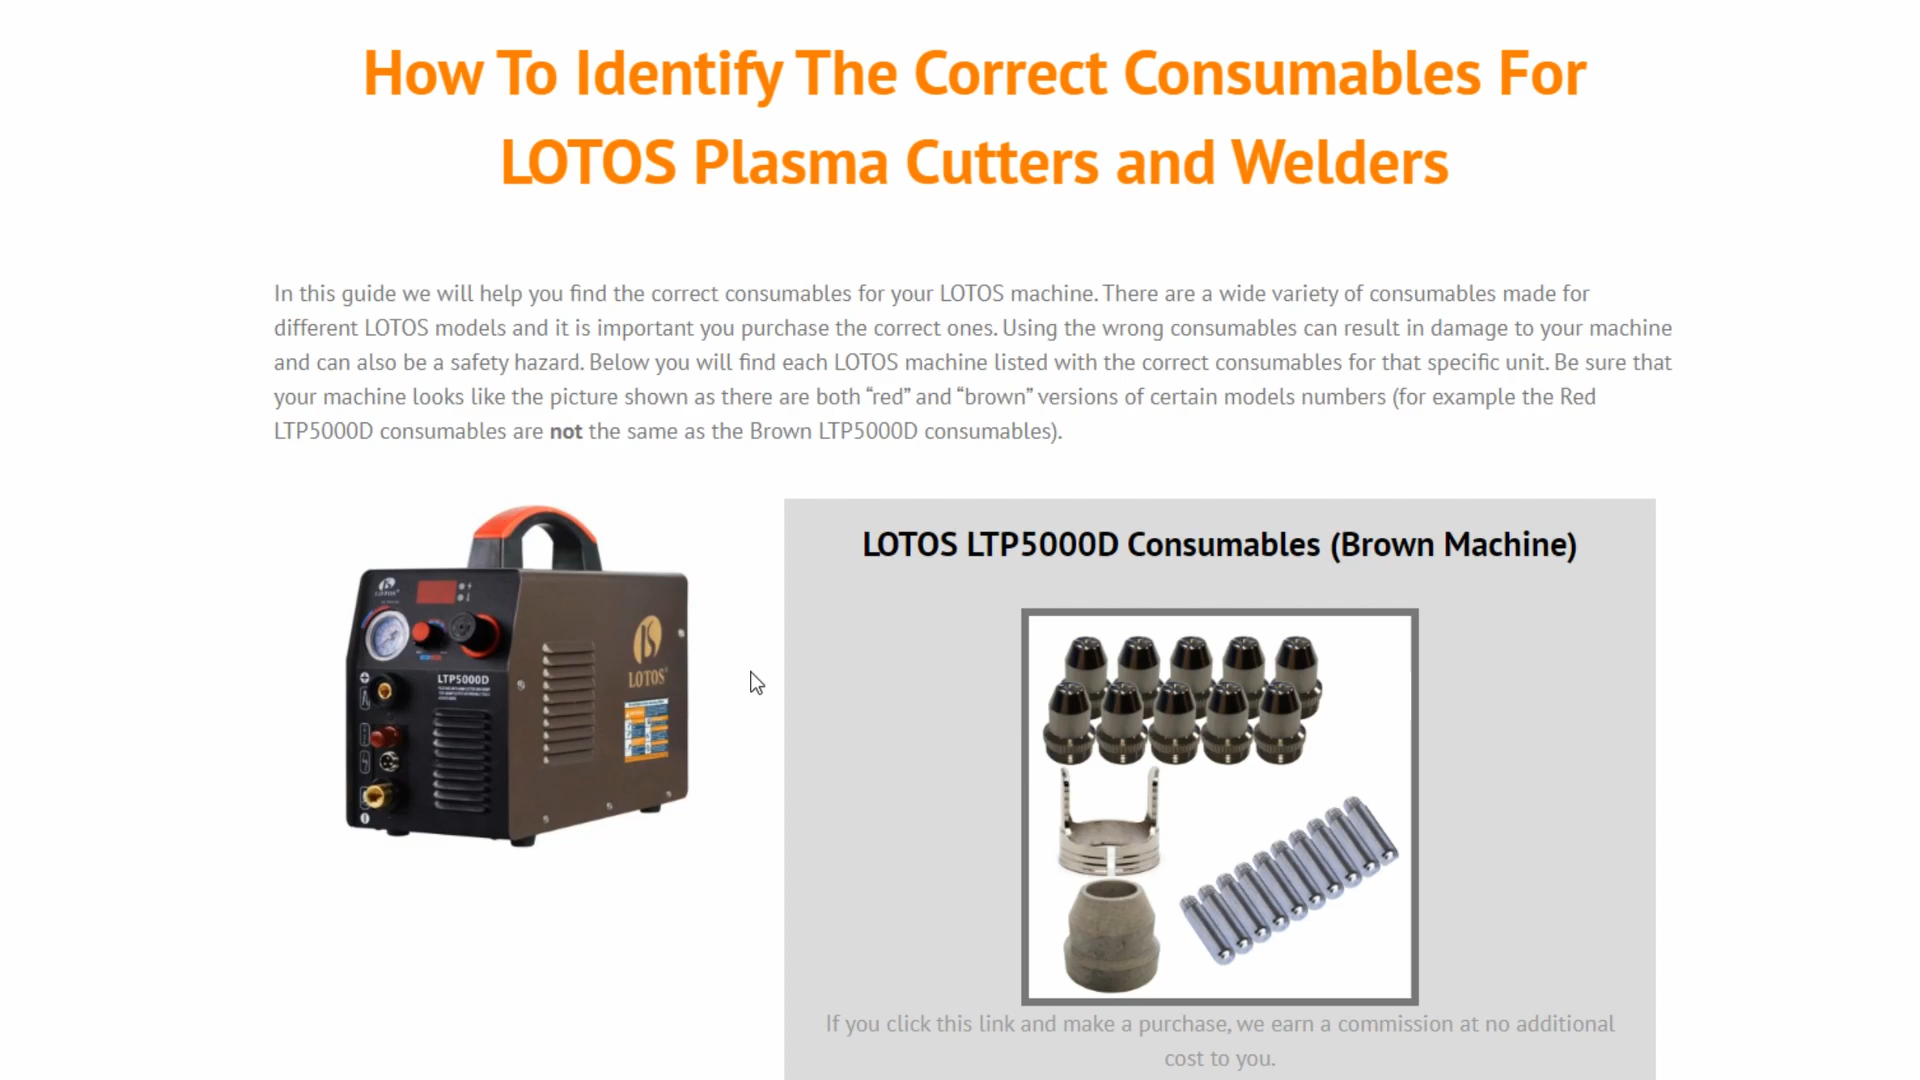 How To Identify The Correct Consumables For
LOTOS Plasma Cutters and Welders
In this guide we will help you find the correct consumables for your LOTOS machine. There are a wide variety of consumables made for
different LOTOS models and it is important you purchase the correct ones. Using the wrong consumables can result in damage to your machine
and can also be a safety hazard. Below you will find each LOTOS machine listed with the correct consumables for that specific unit. Be sure that
your machine looks like the picture shown as there are both “red” and “brown” versions of certain models numbers (for example the Red
LTP5000D consumables are not the same as the Brown LTP5000D consumables).
LOTOS
LTP5000D
LOTOS
LOTOS LTP5000D Consumables (Brown Machine)
If you click this link and make a purchase, we earn a commission at no additional
cost to you.